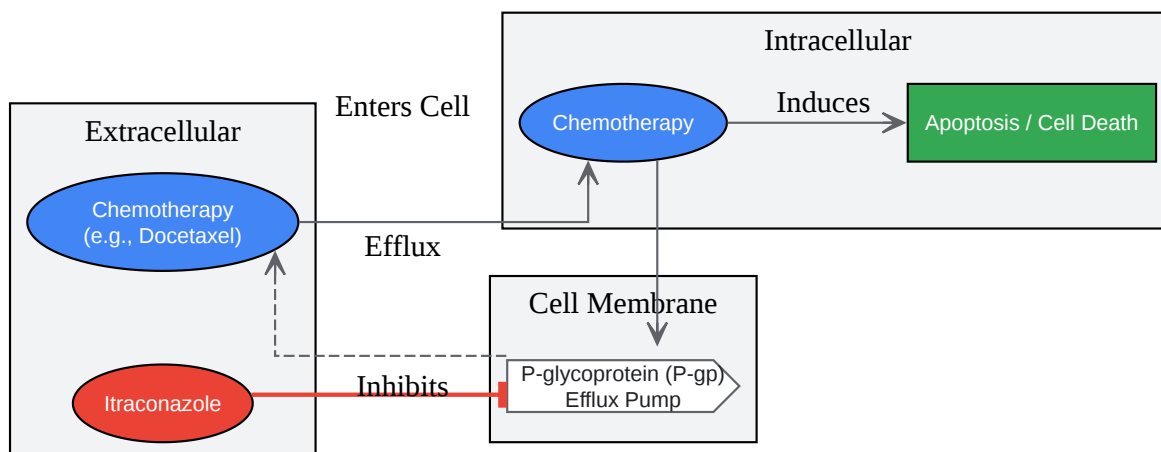 Intracellular
Enters Cell
Induces
Chemotherapy
Apoptosis / Cell Death
Extracellular
Chemotherapy
(e.g., Docetaxel)
Efflux
Cell Membrane
P-glycoprotein (P-gp)
Efflux Pump
Inhibits
Itraconazole